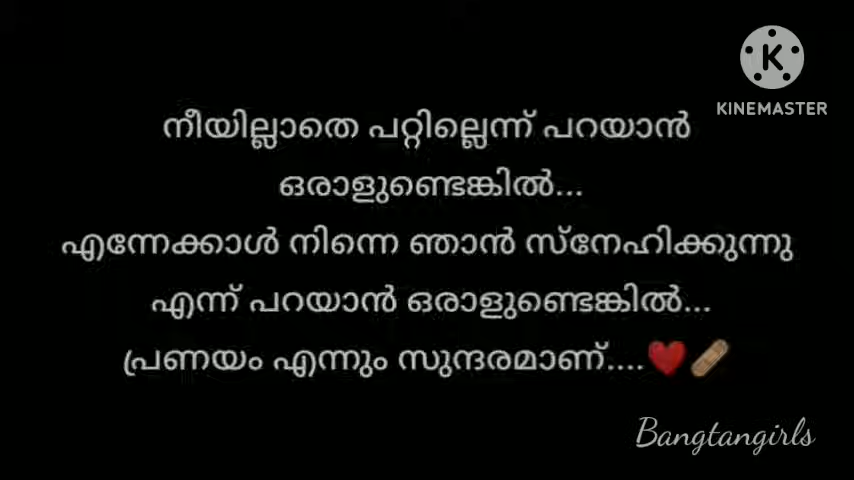 KINEMASTER
നീയില്ലാതെ പറ്റില്ലെന്ന് പറയാൻ
ഒരാളുണ്ടെങ്കിൽ...
എന്നേക്കാൾ നിന്നെ ഞാൻ സ്നേഹിക്കുന്നു
എന്ന് പറയാൻ ഒരാളുണ്ടെങ്കിൽ...
പ്രണയം എന്നും സുന്ദരമാണ്....❤️🩹
Bangtangirls